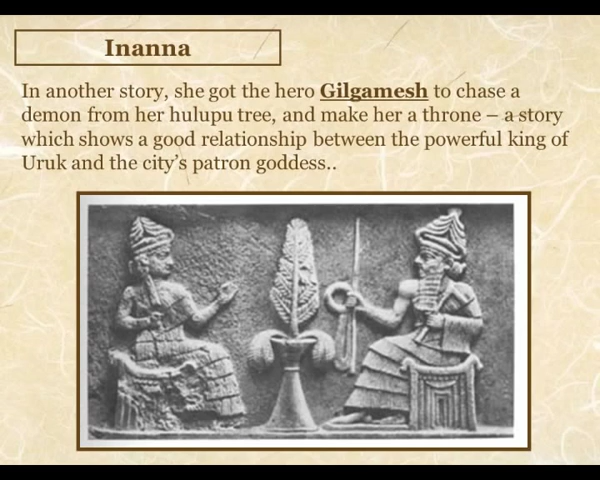 Inanna
In another story, she got the hero Gilgamesh to chase a
demon from her hulupu tree, and make her a throne – a story
which shows a good relationship between the powerful king of
Uruk and the city’s patron goddess..